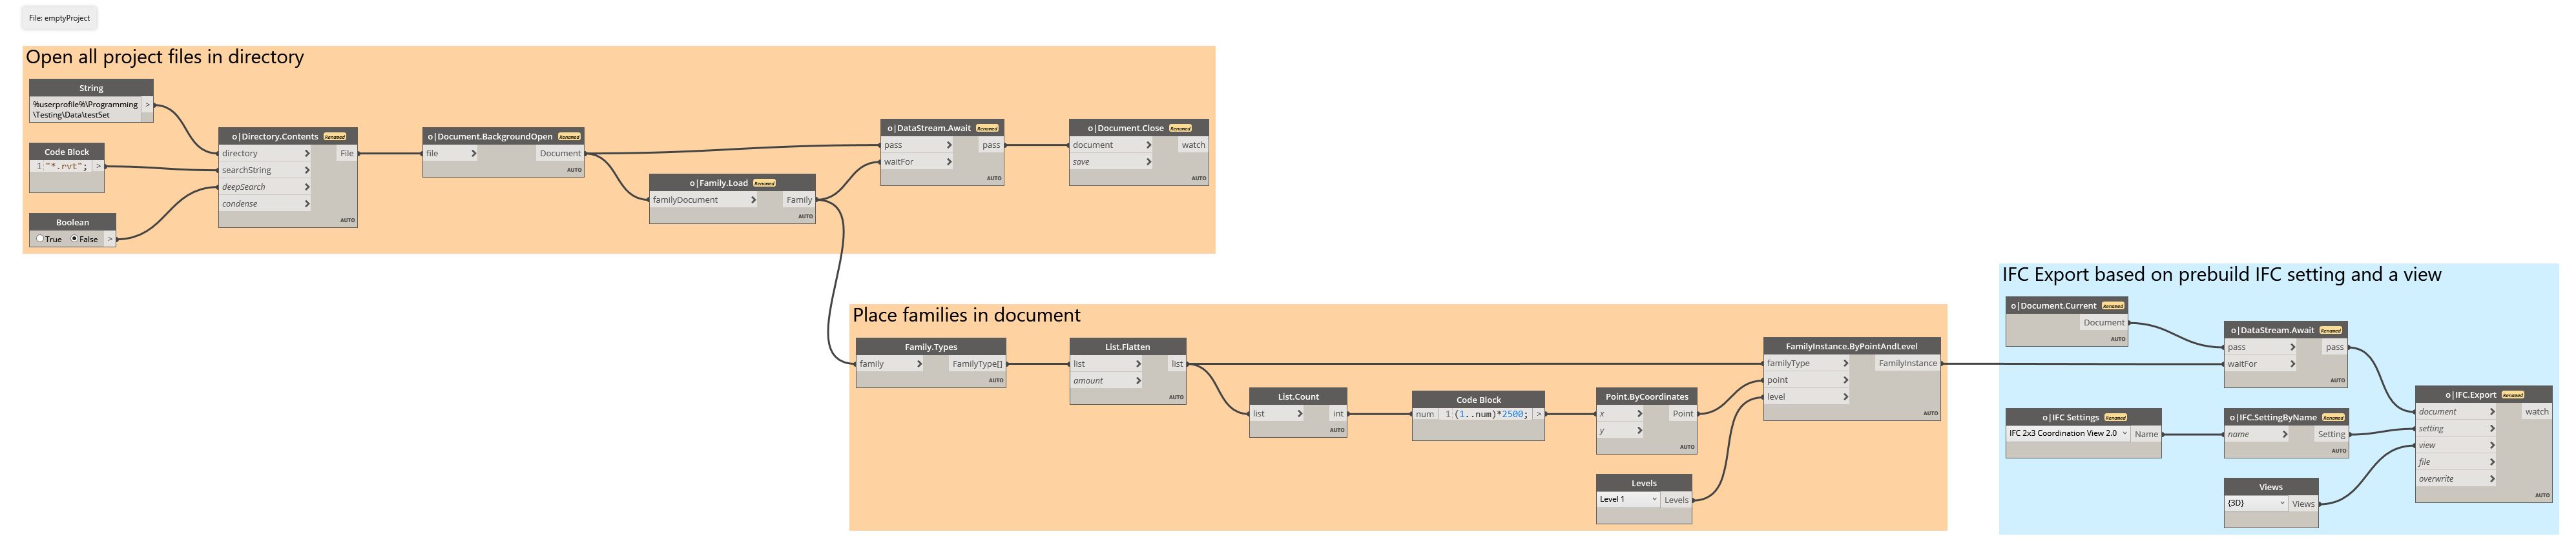 File: emptyProject
Open all project files in directory
String
%userprofile%\Programming
\Testing\Data\testSet
>
Code Block
1 "*.rvt"; >
Boolean
True False >
o|Directory.Contents Renamed
directory > File
searchString >
deepSearch >
condense >
AUTO
o|Document.BackgroundOpen Renamed
file > Document
AUTO
o|Family.Load Renamed
familyDocument > Family
AUTO
o|DataStream.Await Renamed
pass > pass
waitFor >
AUTO
o|Document.Close Renamed
document > watch
save >
AUTO
Place families in document
Family.Types
family > FamilyType[]
AUTO
List.Flatten
list > list
amount >
AUTO
List.Count
list > int
AUTO
Code Block
num 1 (1..num)*2500; >
Point.ByCoordinates
x > Point
y >
AUTO
Levels
Level 1 Levels
FamilyInstance.ByPointAndLevel
familyType > FamilyInstance
point >
level >
AUTO
IFC Export based on prebuild IFC setting and a view
o|Document.Current Renamed
Document
AUTO
o|IFC Settings Renamed
IFC 2x3 Coordination View 2.0 Name
o|DataStream.Await Renamed
pass > pass
waitFor >
AUTO
o|IFC.SettingByName Renamed
name > Setting
AUTO
Views
{3D} Views
o|IFC.Export Renamed
document > watch
setting >
view >
file >
overwrite >
AUTO